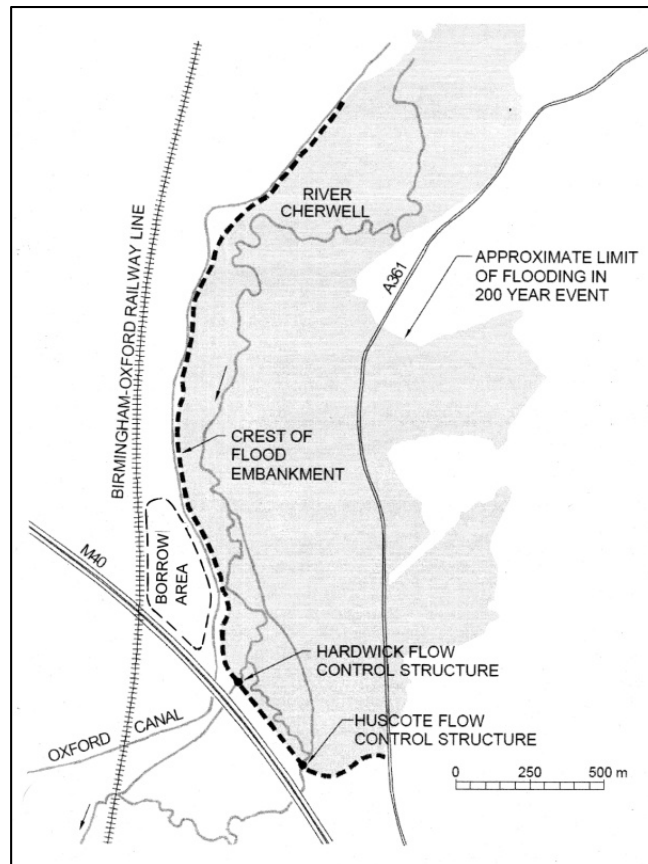 RIVER
CHERWELL
BIRMINGHAM-OXFORD RAILWAY LINE
A361
APPROXIMATE LIMIT
OF FLOODING IN
200 YEAR EVENT
CREST OF
FLOOD
EMBANKMENT
M40
BORROW
AREA
HARDWICK FLOW
CONTROL STRUCTURE
OXFORD CANAL
HUSCOTE FLOW
CONTROL STRUCTURE
0 500 m